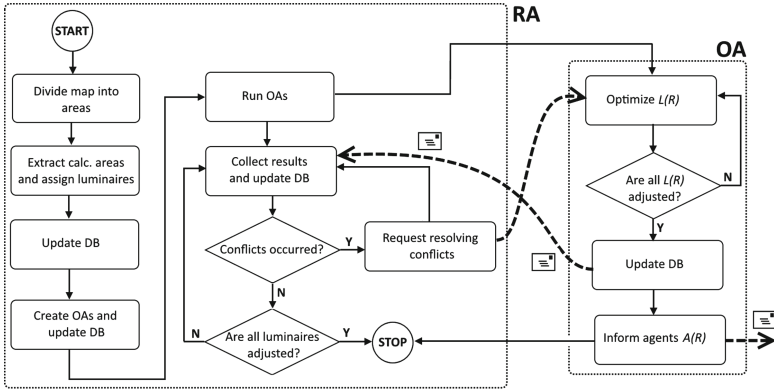 RA
START
Divide map into
areas
Extract calc. areas
and assign luminaires
Update DB
Create OAs and
update DB
Run OAs
Collect results
and update DB
Conflicts occurred?
Y
N
Request resolving
conflicts
Are all luminaires
adjusted?
N
Y
STOP
OA
Optimize L(R)
Are all L(R)
adjusted?
N
Y
Update DB
Inform agents A(R)